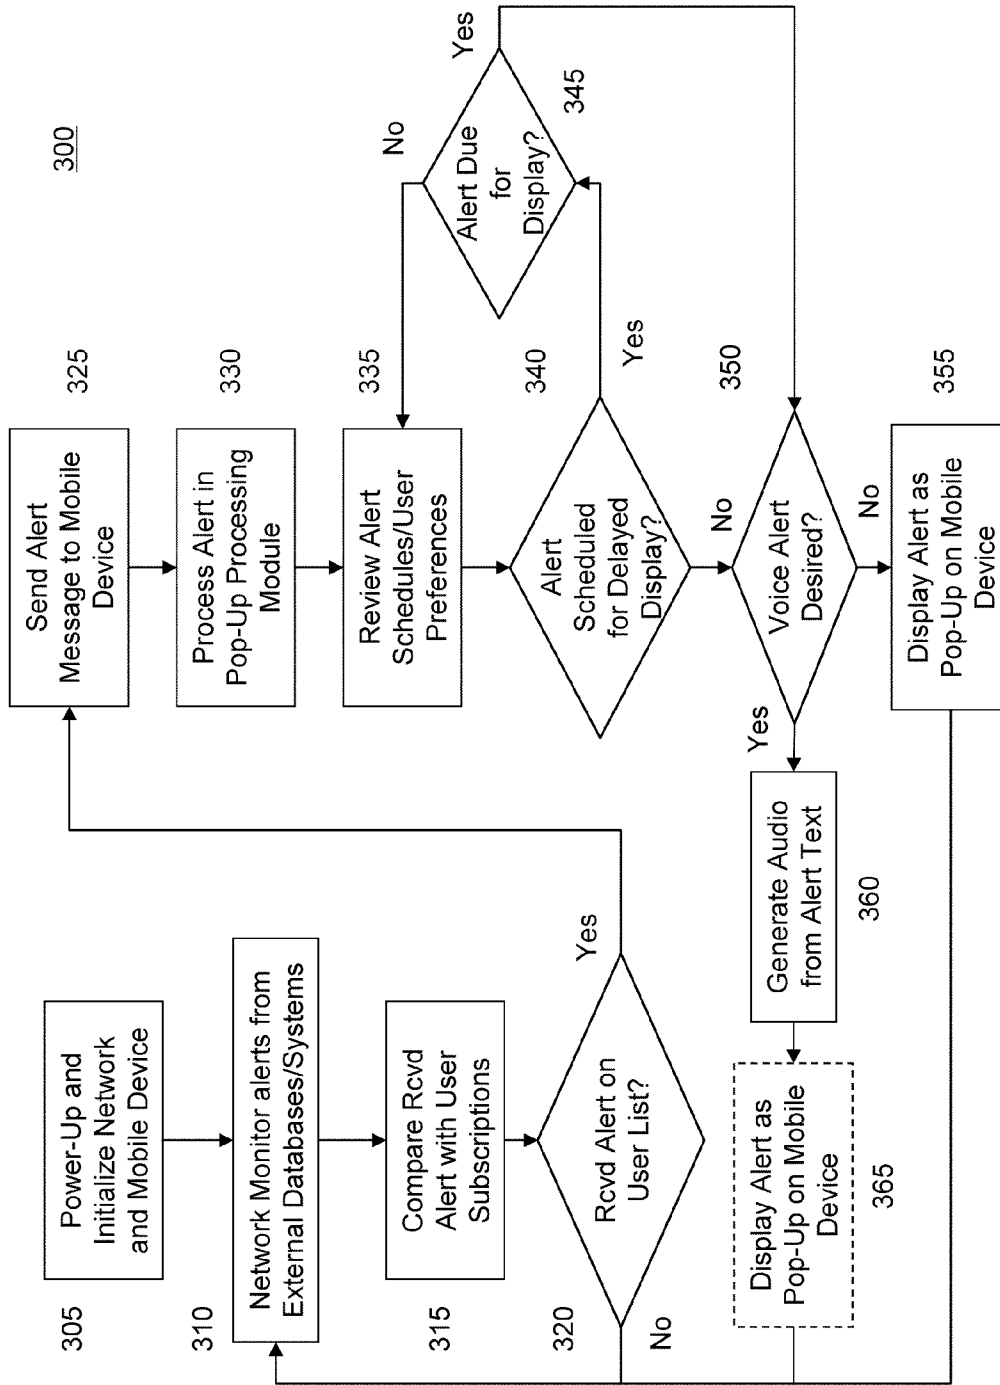 300
305
Power-Up and
Initialize Network
and Mobile Device
310
Network Monitor alerts from
External Databases/Systems
315
Compare Rcvd
Alert with User
Subscriptions
320
Rcvd Alert on
User List?
Yes
No
325
Send Alert
Message to Mobile
Device
330
Process Alert in
Pop-Up Processing
Module
335
Review Alert
Schedules/User
Preferences
340
Alert
Scheduled
for Delayed
Display?
Yes
No
345
Alert Due
for
Display?
No
Yes
350
Voice Alert
Desired?
Yes
No
355
Display Alert as
Pop-Up on Mobile
Device
Generate Audio
from Alert Text
360
Display Alert as
Pop-Up on Mobile
Device
365